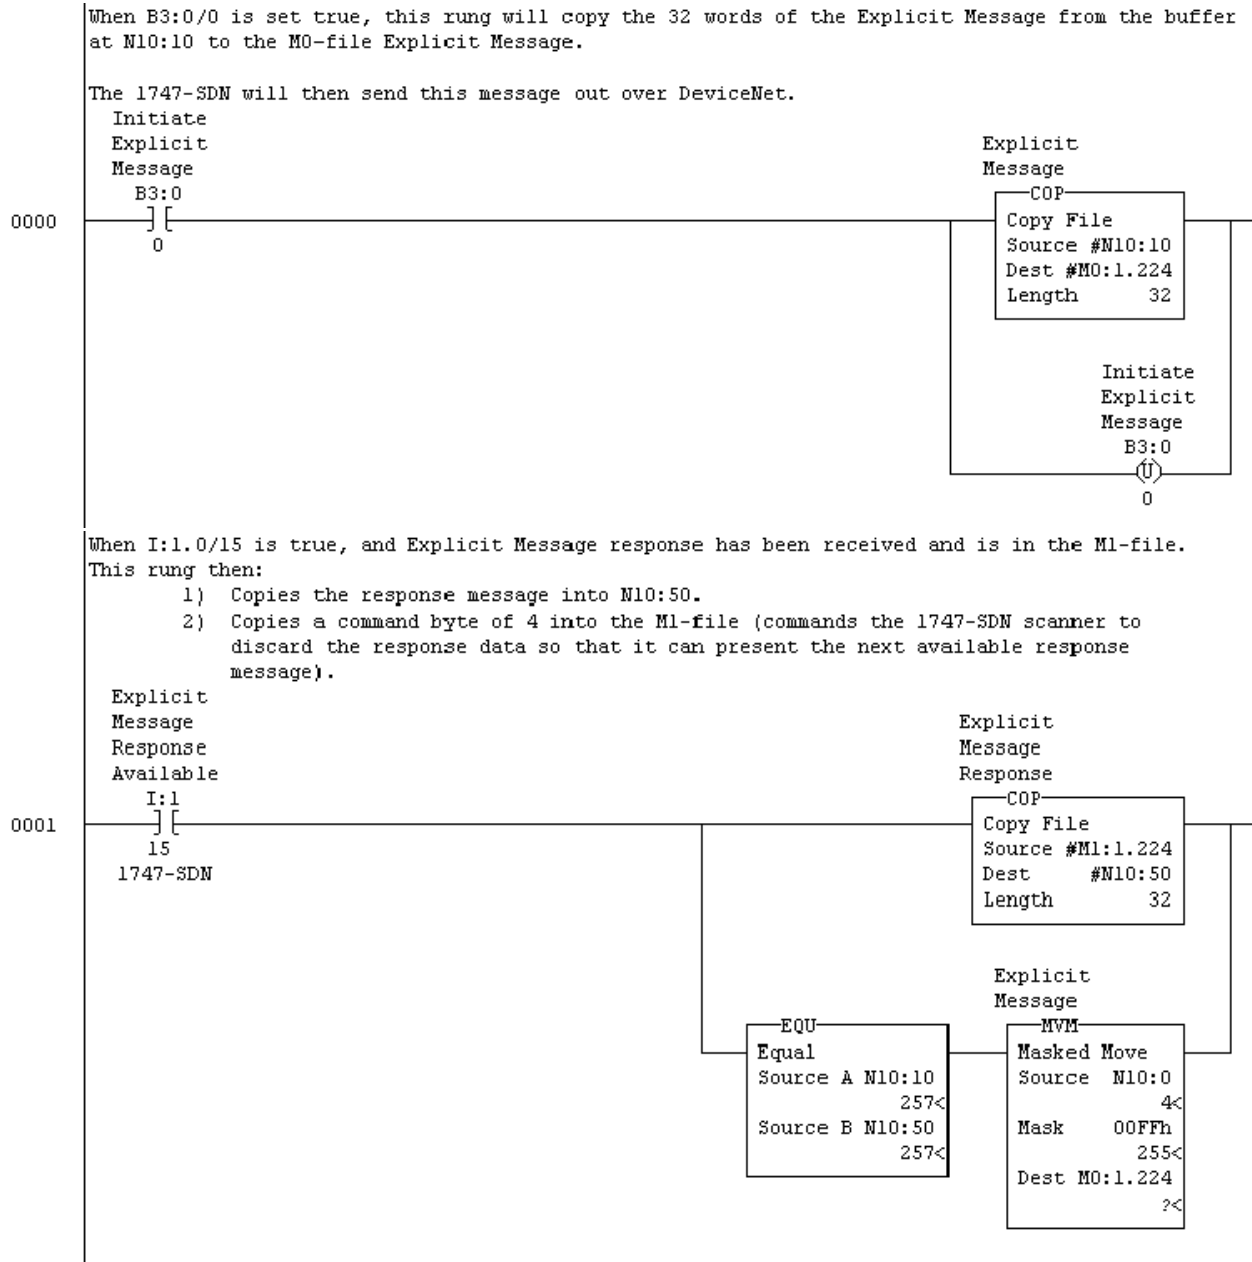 When B3:0/0 is set true, this rung will copy the 32 words of the Explicit Message from the buffer
at N10:10 to the M0-file Explicit Message.
The 1747-SDN will then send this message out over DeviceNet.
Initiate
Explicit
Message
B3:0
0
0000
Explicit
Message
COP
Copy File
Source #N10:10
Dest #M0:1.224
Length 32
Initiate
Explicit
Message
B3:0
U
0
When I:1.0/15 is true, and Explicit Message response has been received and is in the M1-file.
This rung then:
1) Copies the response message into N10:50.
2) Copies a command byte of 4 into the M1-file (commands the 1747-SDN scanner to
discard the response data so that it can present the next available response
message).
Explicit
Message
Response
Available
I:1
15
1747-SDN
0001
Explicit
Message
Response
COP
Copy File
Source #M1:1.224
Dest #N10:50
Length 32
EQU
Equal
Source A N10:10
257<
Source B N10:50
257<
Explicit
Message
MVM
Masked Move
Source N10:0
4<
Mask 00FFh
255<
Dest M0:1.224
?<